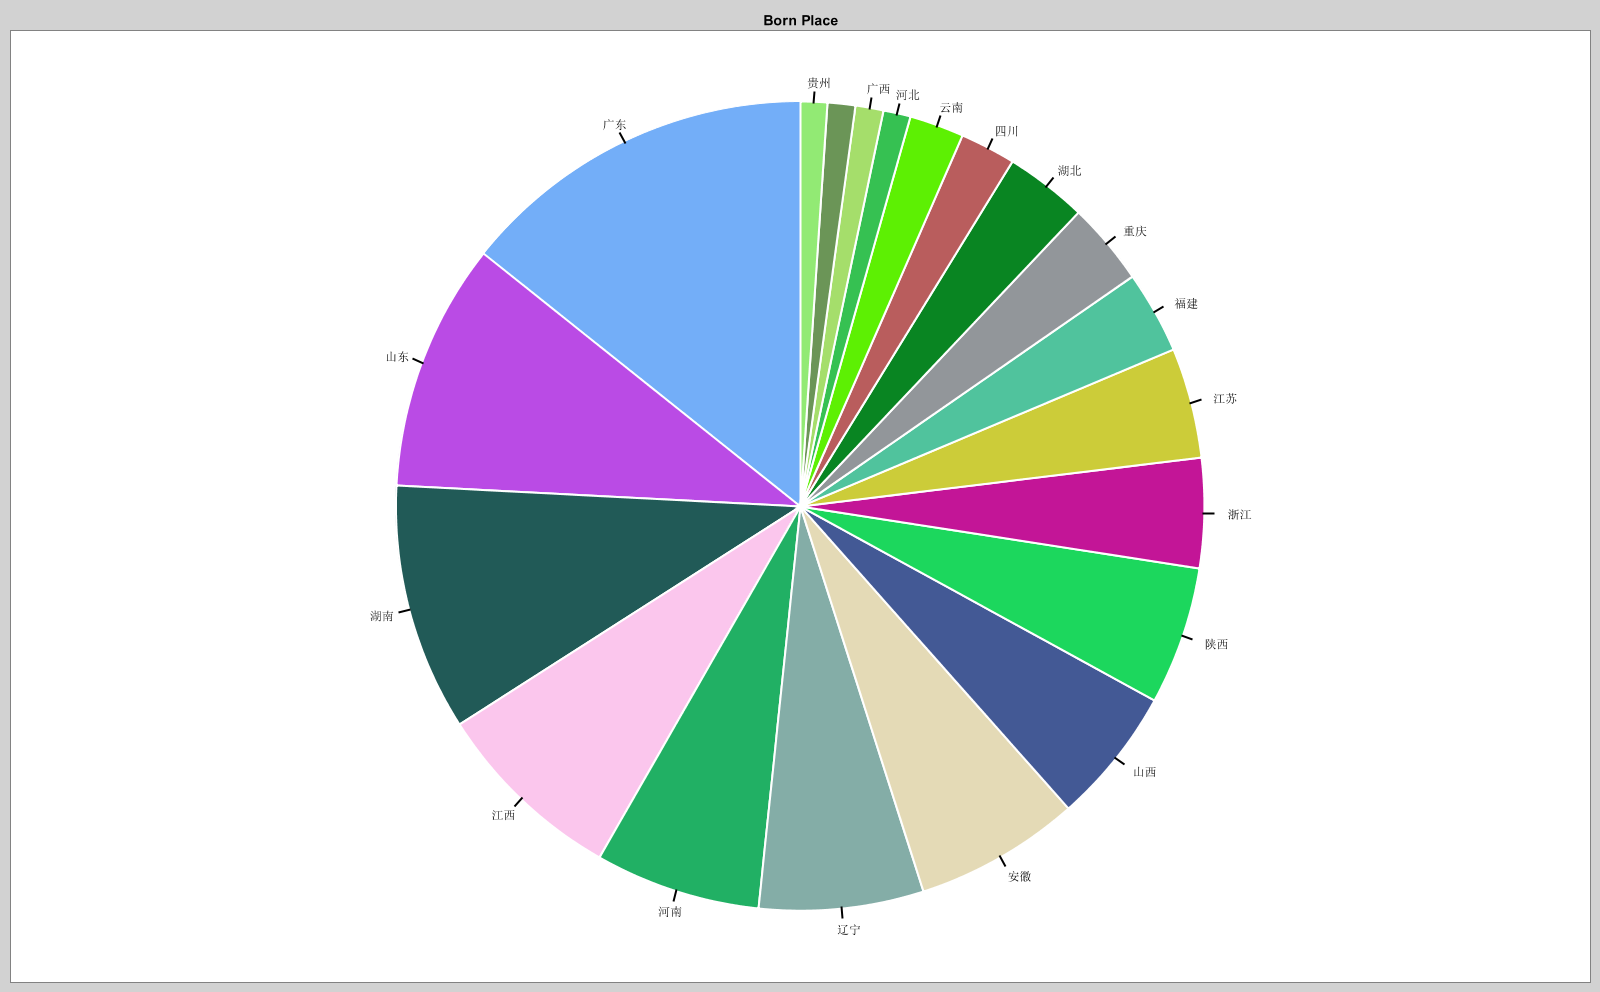 Born Place
贵州
广西
河北
云南
四川
湖北
重庆
福建
江苏
浙江
陕西
山西
安徽
辽宁
河南
江西
湖南
山东
广东